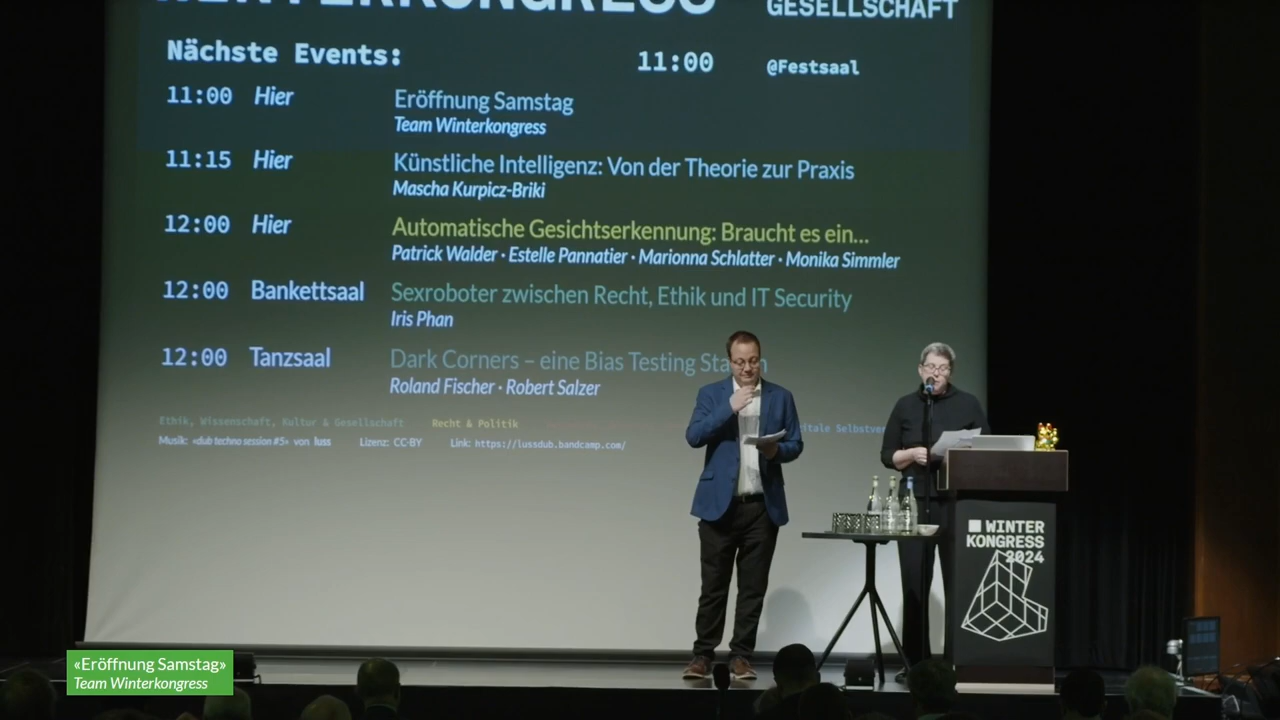 WINTERKONGRESS
GESELLSCHAFT
Nächste Events: 11:00 @Festsaal
11:00 Hier Eröffnung Samstag
Team Winterkongress
11:15 Hier Künstliche Intelligenz: Von der Theorie zur Praxis
Mascha Kurpicz-Briki
12:00 Hier Automatische Gesichtserkennung: Braucht es ein...
Patrick Walder · Estelle Pannatier · Marionna Schlatter · Monika Simmler
12:00 Bankettsaal Sexroboter zwischen Recht, Ethik und IT Security
Iris Phan
12:00 Tanzsaal Dark Corners – eine Bias Testing
Roland Fischer · Robert Salzer
Ethik, Wissenschaft, Kultur & Gesellschaft Recht & Politik
Musik: «dub techno session #5» von luss Lizenz: CC-BY Link: https://lussdub.bandcamp.com/
WINTER
KONGRESS
2024
«Eröffnung Samstag»
Team Winterkongress